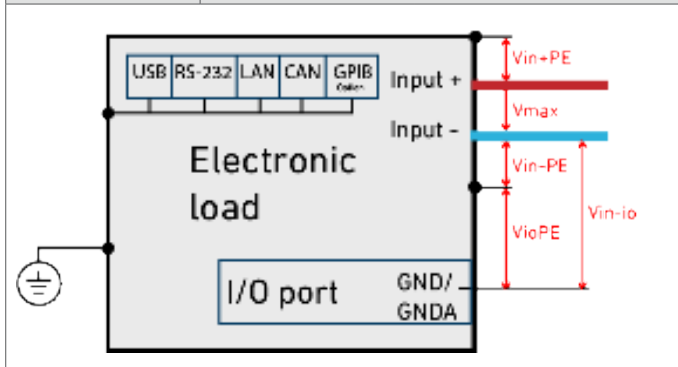 USB RS-232 LAN CAN GPIB
Option
Input +
Input -
Electronic
load
I/O port
GND/
GNDA
Vin+PE
Vmax
Vin-PE
VioPE
Vin-io